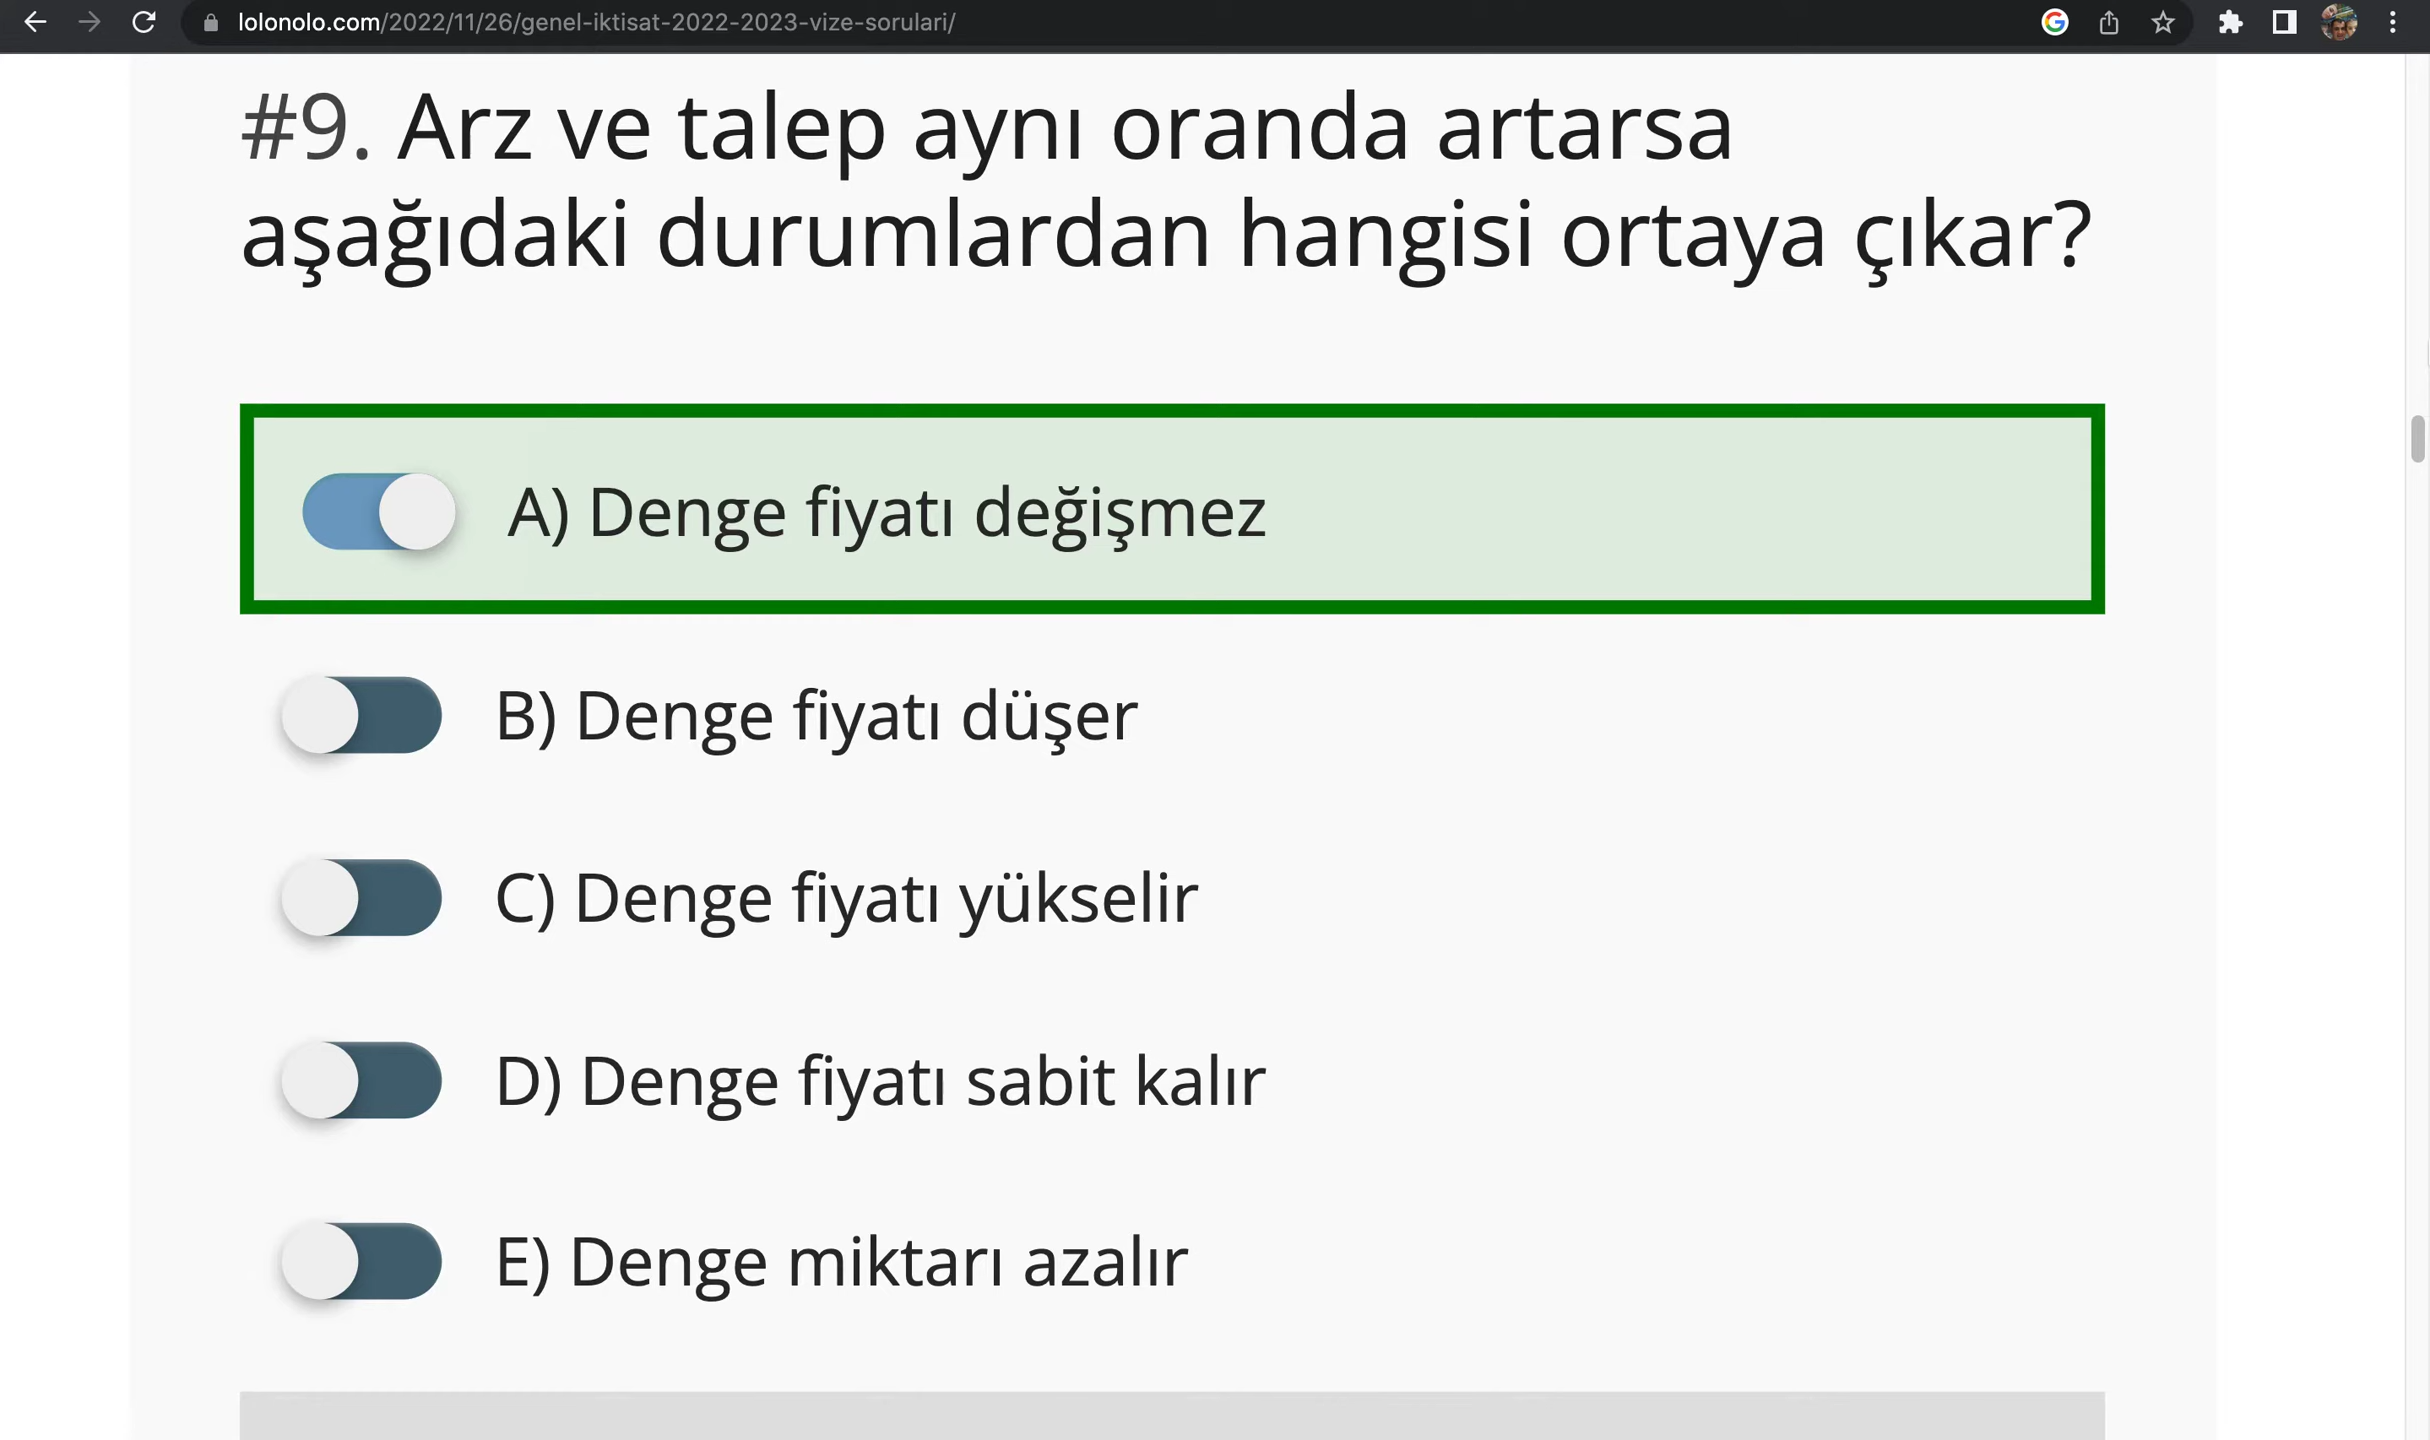 lolonolo.com/2022/11/26/genel-iktisat-2022-2023-vize-sorulari/
#9. Arz ve talep aynı oranda artarsa
aşağıdaki durumlardan hangisi ortaya çıkar?
A) Denge fiyatı değişmez
B) Denge fiyatı düşer
C) Denge fiyatı yükselir
D) Denge fiyatı sabit kalır
E) Denge miktarı azalır